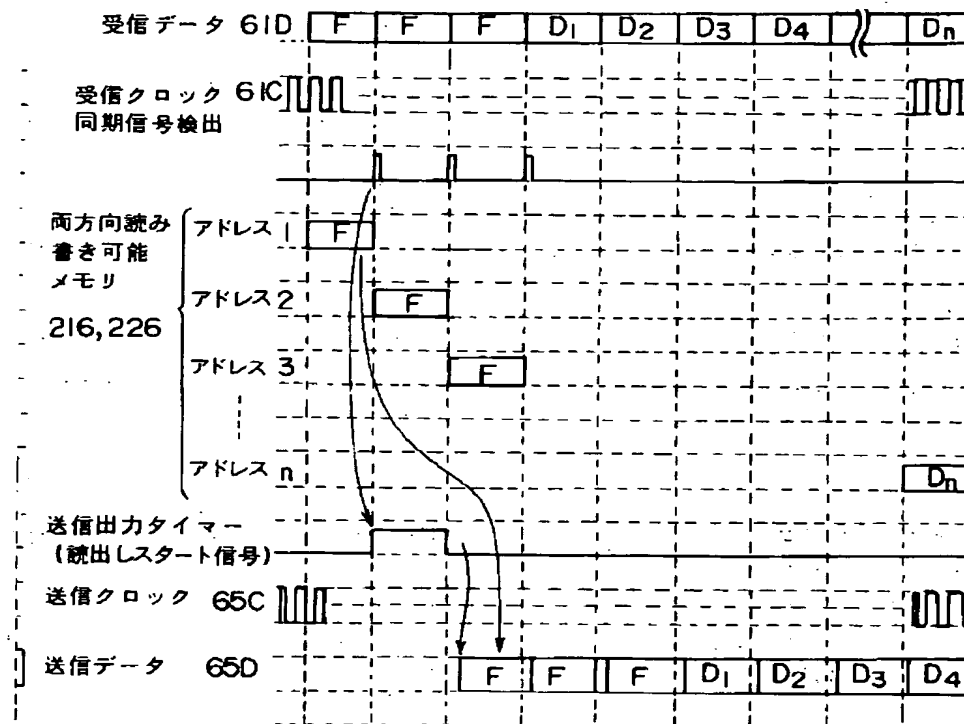 受信データ 61D F F F D1 D2 D3 D4 Dn
受信クロック 61C
同期信号検出
両方向読み
書き可能
メモリ
216,226
アドレス 1 F
アドレス 2 F
アドレス 3 F
アドレス n Dn
送信出力タイマー
(読出しスタート信号)
送信クロック 65C
送信データ 65D F F F D1 D2 D3 D4